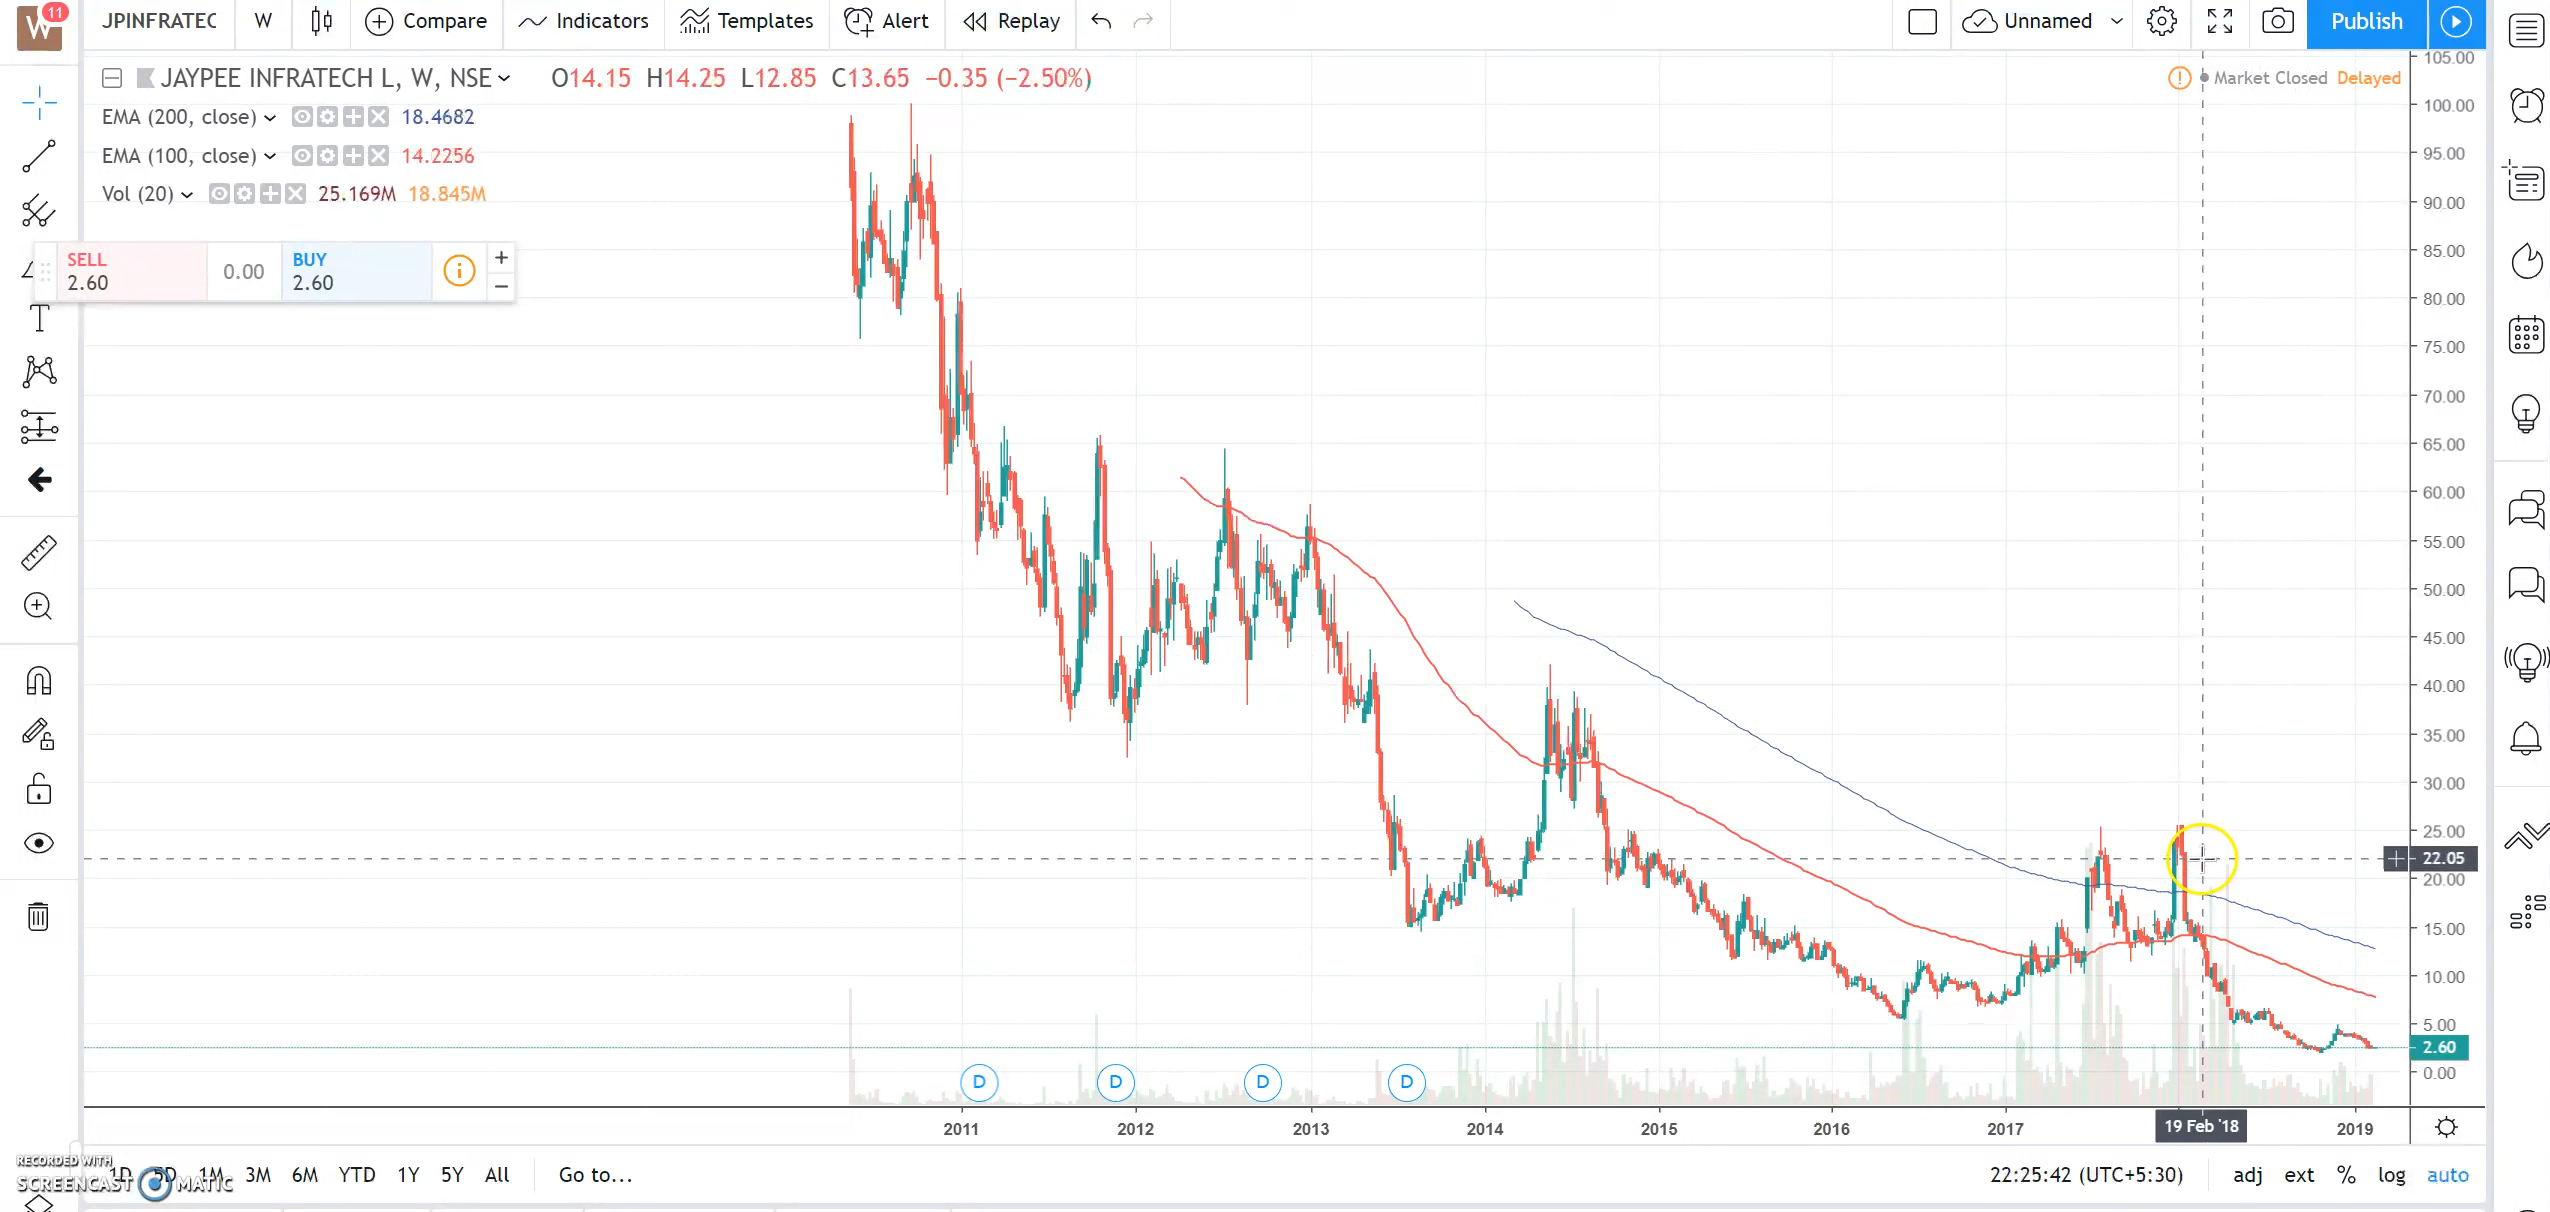 W 11
JPINFRATEC W Compare Indicators Templates Alert Replay Unnamed Publish
JAYPEE INFRATECH L, W, NSE O14.15 H14.25 L12.85 C13.65 −0.35 (−2.50%)
Market Closed Delayed
EMA (200, close) 18.4682
EMA (100, close) 14.2256
Vol (20) 25.169M 18.845M
SELL
2.60
0.00
BUY
2.60
105.00
100.00
95.00
90.00
85.00
80.00
75.00
70.00
65.00
60.00
55.00
50.00
45.00
40.00
35.00
30.00
25.00
22.05
20.00
15.00
10.00
5.00
2.60
0.00
D D D D
2011 2012 2013 2014 2015 2016 2017 19 Feb '18 2019
RECORDED WITH
SCREENCAST MATIC
1D 5D 1M 3M 6M YTD 1Y 5Y All Go to... 22:25:42 (UTC+5:30) adj ext % log auto